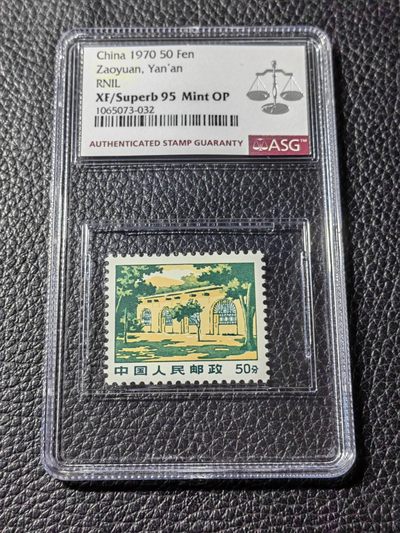 China 1970 50 Fen
Zaoyuan, Yan'an
RNIL
XF/Superb 95 Mint OP
1065073-032
AUTHENTICATED STAMP GUARANTY
ASG™
中国人民邮政 50分